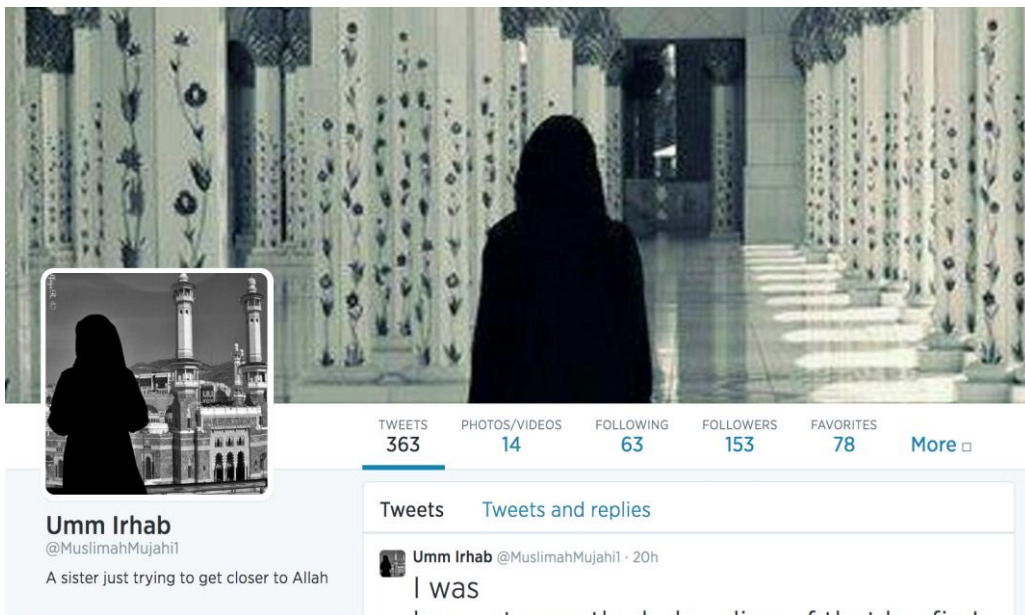 TWEETS PHOTOS/VIDEOS FOLLOWING FOLLOWERS FAVORITES
363 14 63 153 78 More
Umm Irhab
@MuslimahMujahi1
A sister just trying to get closer to Allah
Tweets Tweets and replies
Umm Irhab @MuslimahMujahi1 · 20h
I was